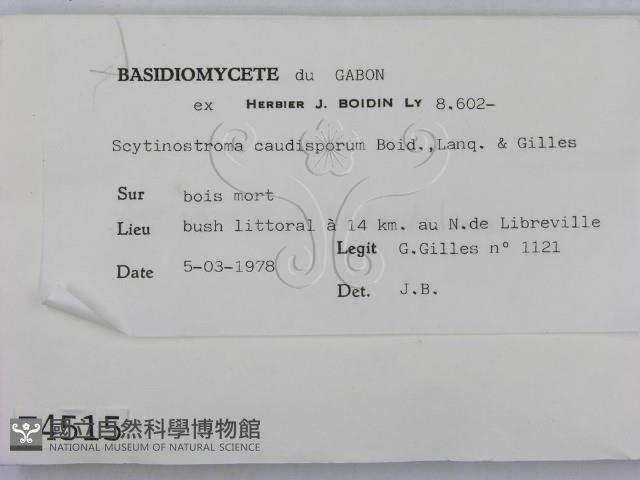 BASIDIOMYCETE du GABON
ex HERBIER J. BOIDIN LY 8.602-
Scytinostroma caudisporum Boid.,Lanq. & Gilles
Sur bois mort
Lieu bush littoral à 14 km. au N.de Libreville
Legit G.Gilles n° 1121
Date 5-03-1978
Det. J.B.
4515
國立自然科學博物館
NATIONAL MUSEUM OF NATURAL SCIENCE